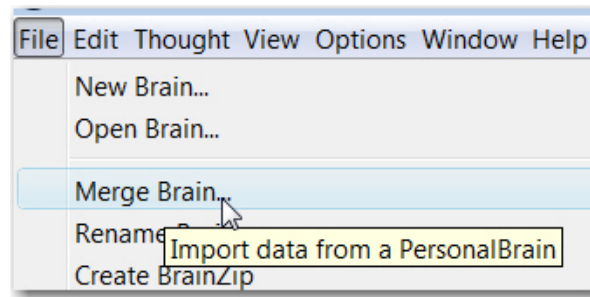 File Edit Thought View Options Window Help
New Brain...
Open Brain...
Merge Brain...
Rename
Import data from a PersonalBrain
Create BrainZip